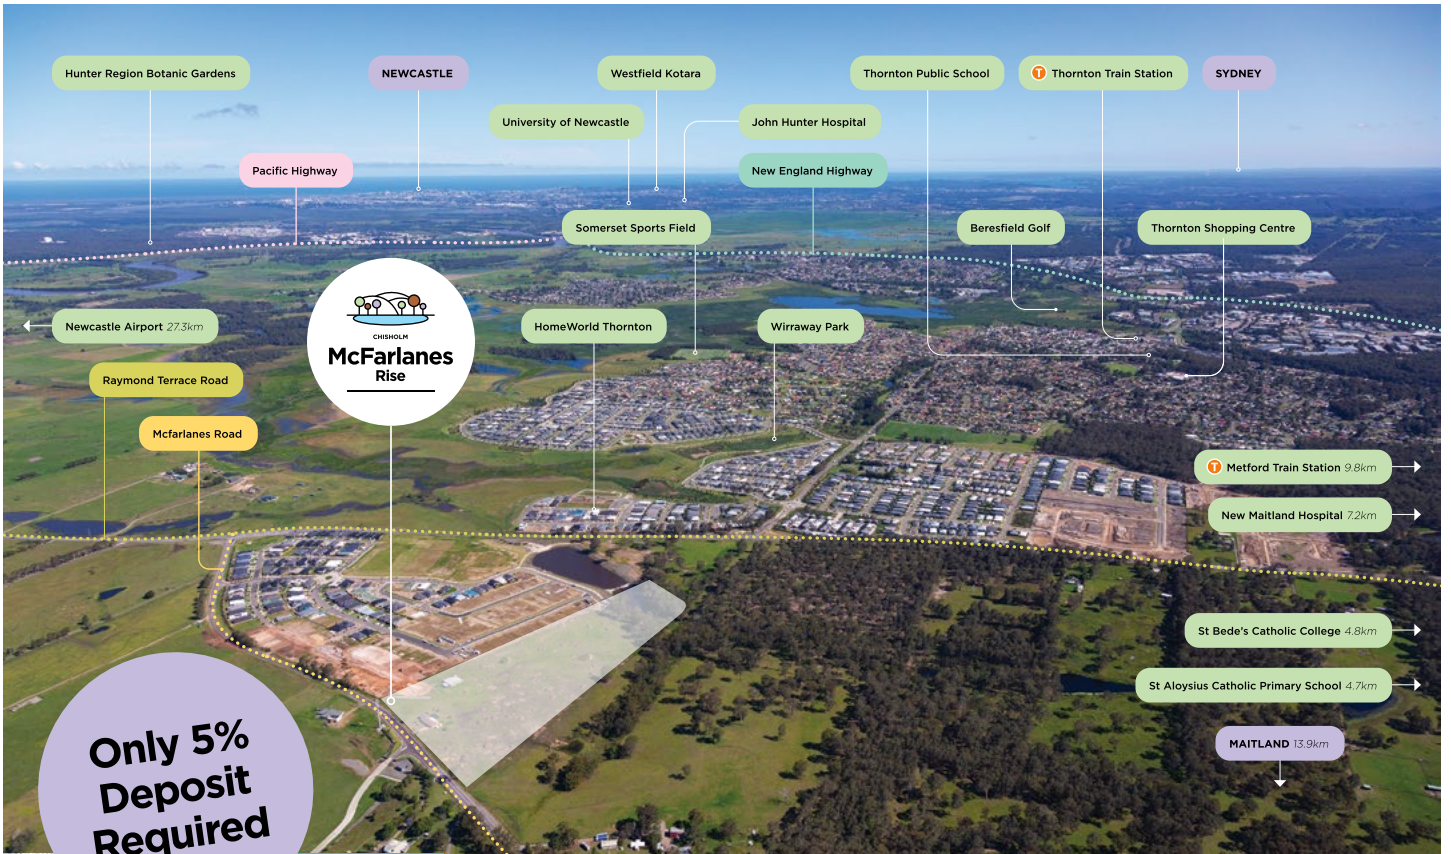 Hunter Region Botanic Gardens
NEWCASTLE
Westfield Kotara
Thornton Public School
T Thornton Train Station
SYDNEY
University of Newcastle
John Hunter Hospital
Pacific Highway
New England Highway
Somerset Sports Field
Beresfield Golf
Thornton Shopping Centre
CHISHOLM
McFarlanes
Rise
Newcastle Airport 27.3km
HomeWorld Thornton
Wirraway Park
Raymond Terrace Road
Mcfarlanes Road
T Metford Train Station 9.8km
New Maitland Hospital 7.2km
St Bede's Catholic College 4.8km
St Aloysius Catholic Primary School 4.7km
MAITLAND 13.9km
Only 5%
Deposit
Required